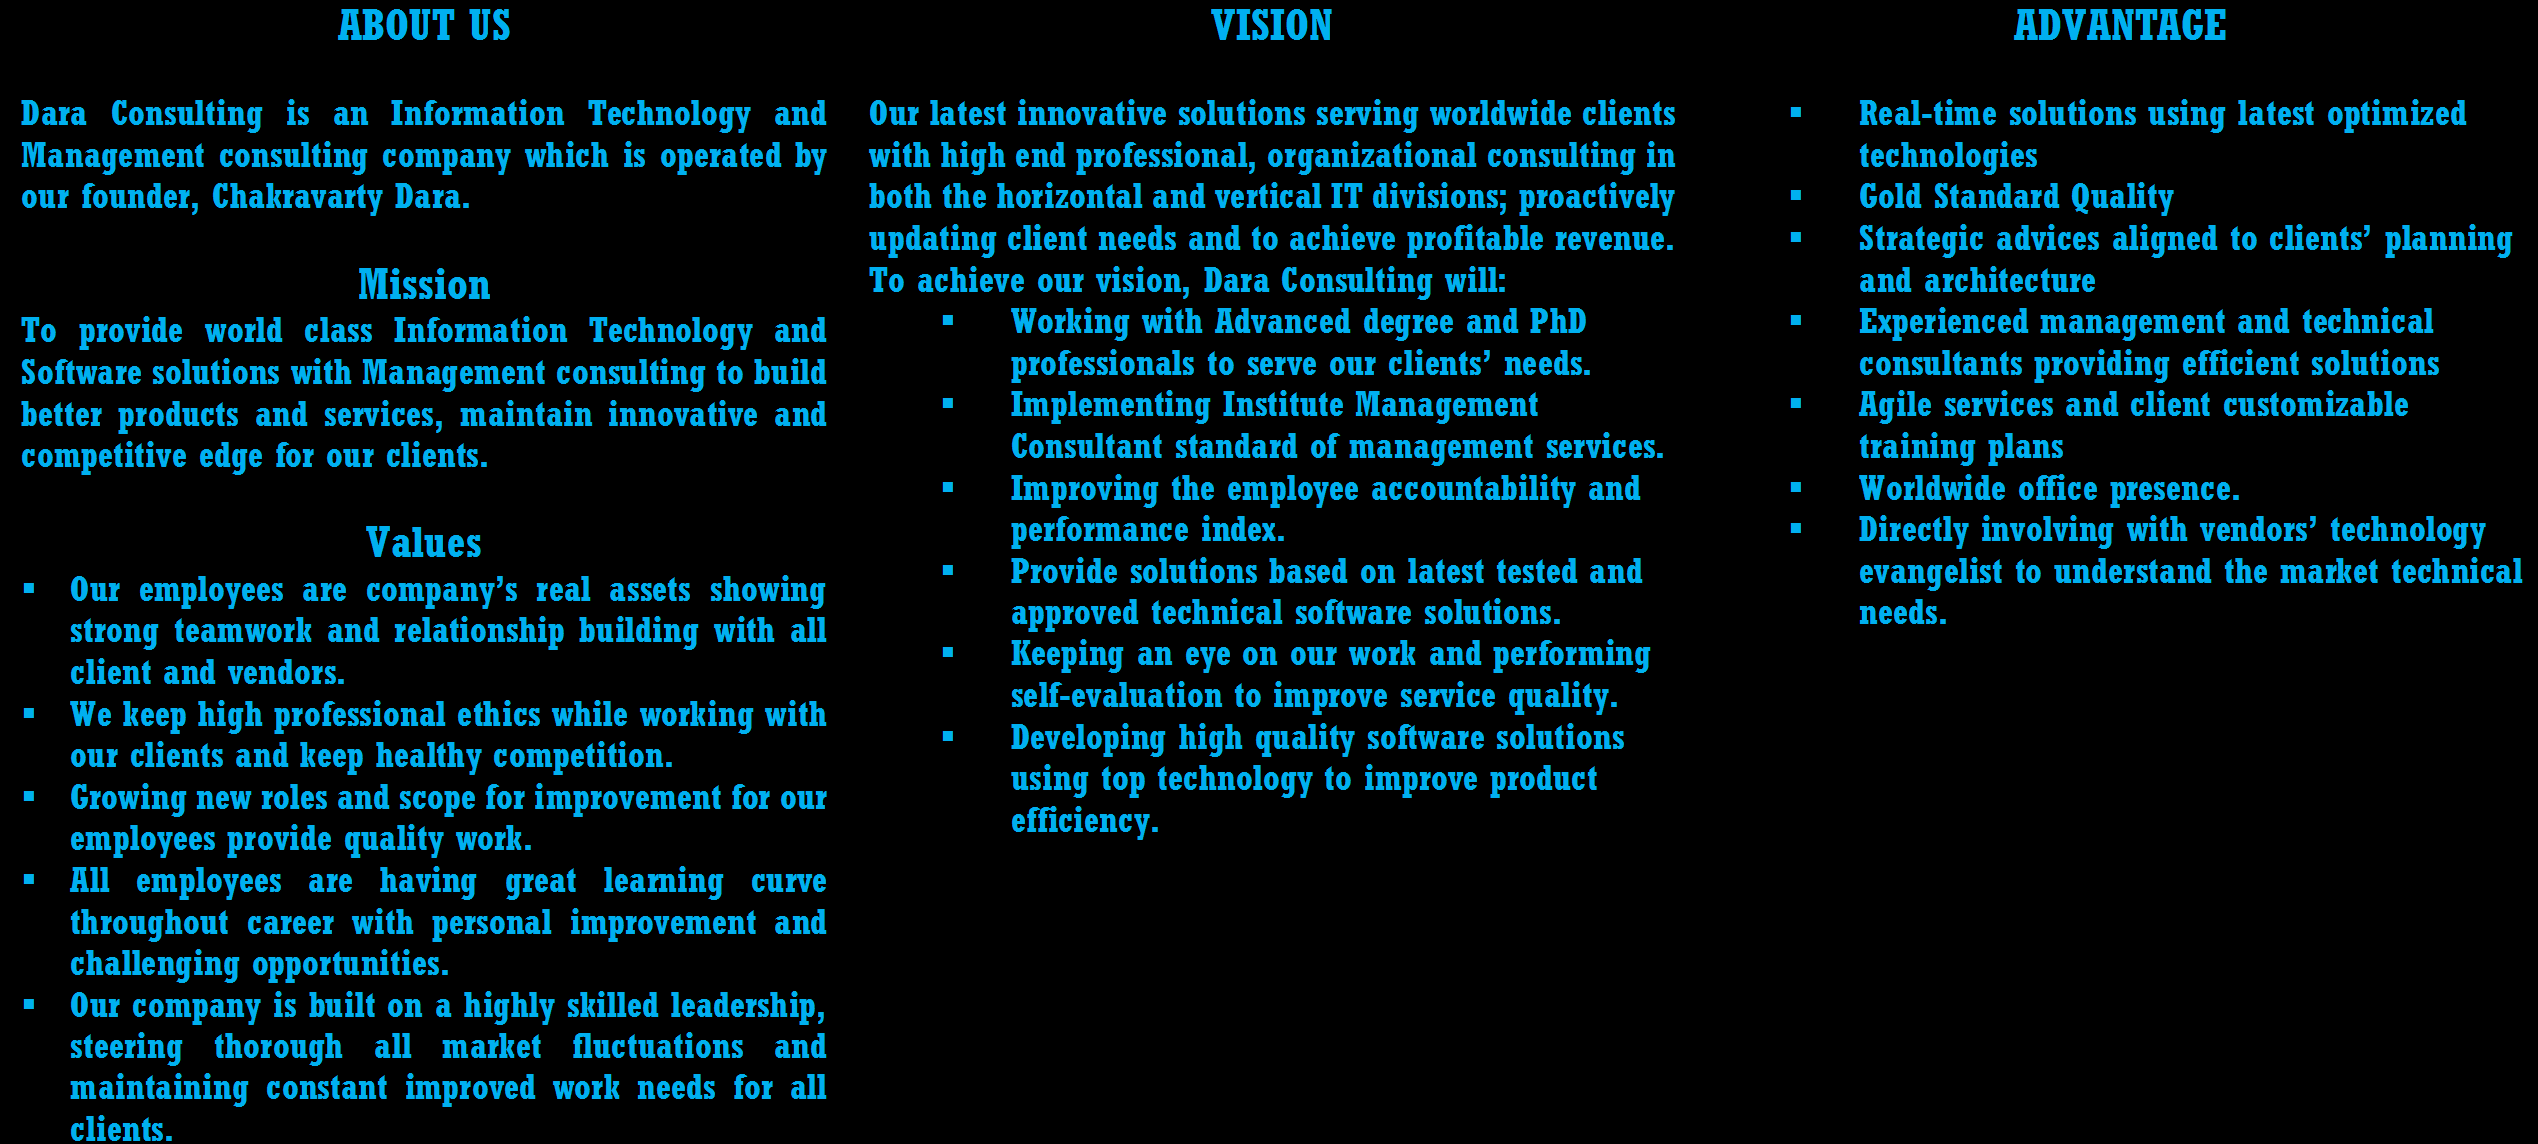 ABOUT US
Dara Consulting is an Information Technology and
Management consulting company which is operated by
our founder, Chakravarty Dara.
Mission
To provide world class Information Technology and
Software solutions with Management consulting to build
better products and services, maintain innovative and
competitive edge for our clients.
Values
▪ Our employees are company’s real assets showing
strong teamwork and relationship building with all
client and vendors.
▪ We keep high professional ethics while working with
our clients and keep healthy competition.
▪ Growing new roles and scope for improvement for our
employees provide quality work.
▪ All employees are having great learning curve
throughout career with personal improvement and
challenging opportunities.
▪ Our company is built on a highly skilled leadership,
steering thorough all market fluctuations and
maintaining constant improved work needs for all
clients.
VISION
Our latest innovative solutions serving worldwide clients
with high end professional, organizational consulting in
both the horizontal and vertical IT divisions; proactively
updating client needs and to achieve profitable revenue.
To achieve our vision, Dara Consulting will:
▪ Working with Advanced degree and PhD
professionals to serve our clients’ needs.
▪ Implementing Institute Management
Consultant standard of management services.
▪ Improving the employee accountability and
performance index.
▪ Provide solutions based on latest tested and
approved technical software solutions.
▪ Keeping an eye on our work and performing
self-evaluation to improve service quality.
▪ Developing high quality software solutions
using top technology to improve product
efficiency.
ADVANTAGE
▪ Real-time solutions using latest optimized
technologies
▪ Gold Standard Quality
▪ Strategic advices aligned to clients’ planning
and architecture
▪ Experienced management and technical
consultants providing efficient solutions
▪ Agile services and client customizable
training plans
▪ Worldwide office presence.
▪ Directly involving with vendors’ technology
evangelist to understand the market technical
needs.